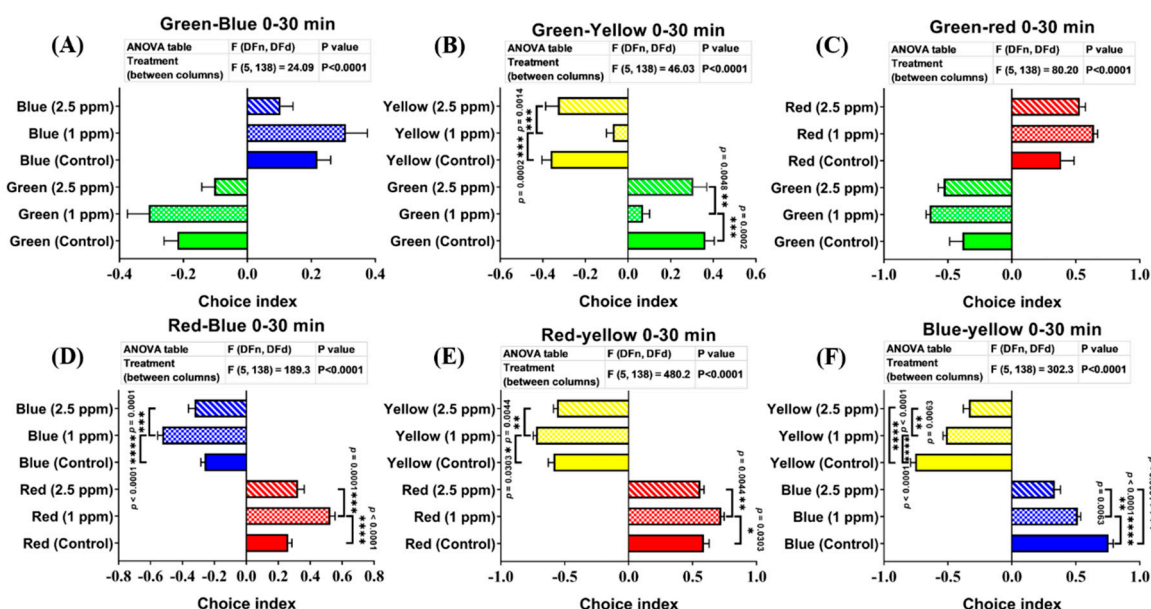 (A)
Green-Blue 0-30 min
ANOVA table F (DFn, DFd) P value
Treatment
(between columns) F (5, 138) = 24.09 P<0.0001
Blue (2.5 ppm)
Blue (1 ppm)
Blue (Control)
Green (2.5 ppm)
Green (1 ppm)
Green (Control)
-0.4 -0.2 0.0 0.2 0.4
Choice index
(B)
Green-Yellow 0-30 min
ANOVA table F (DFn, DFd) P value
Treatment
(between columns) F (5, 138) = 46.03 P<0.0001
Yellow (2.5 ppm)
Yellow (1 ppm)
Yellow (Control)
Green (2.5 ppm)
Green (1 ppm)
Green (Control)
p = 0.0002 ***
*** p = 0.0014
p = 0.0048 **
*** p = 0.0002
-0.6 -0.4 -0.2 0.0 0.2 0.4 0.6
Choice index
(C)
Green-red 0-30 min
ANOVA table F (DFn, DFd) P value
Treatment
(between columns) F (5, 138) = 80.20 P<0.0001
Red (2.5 ppm)
Red (1 ppm)
Red (Control)
Green (2.5 ppm)
Green (1 ppm)
Green (Control)
-1.0 -0.5 0.0 0.5 1.0
Choice index
(D)
Red-Blue 0-30 min
ANOVA table F (DFn, DFd) P value
Treatment
(between columns) F (5, 138) = 189.3 P<0.0001
Blue (2.5 ppm)
Blue (1 ppm)
Blue (Control)
Red (2.5 ppm)
Red (1 ppm)
Red (Control)
p < 0.0001 ****
*** p = 0.0001
p = 0.0001 ***
**** p < 0.0001
-0.6 -0.4 -0.2 0.0 0.2 0.4 0.6 0.8
Choice index
(E)
Red-yellow 0-30 min
ANOVA table F (DFn, DFd) P value
Treatment
(between columns) F (5, 138) = 480.2 P<0.0001
Yellow (2.5 ppm)
Yellow (1 ppm)
Yellow (Control)
Red (2.5 ppm)
Red (1 ppm)
Red (Control)
p = 0.0303 *
** p = 0.0044
p = 0.0044 **
* p = 0.0303
-1.0 -0.5 0.0 0.5 1.0
Choice index
(F)
Blue-yellow 0-30 min
ANOVA table F (DFn, DFd) P value
Treatment
(between columns) F (5, 138) = 302.3 P<0.0001
Yellow (2.5 ppm)
Yellow (1 ppm)
Yellow (Control)
Blue (2.5 ppm)
Blue (1 ppm)
Blue (Control)
**** p < 0.0001
p < 0.0001 ****
** p = 0.0063
p = 0.0063 **
p < 0.0001 ****
-1.0 -0.5 0.0 0.5 1.0
Choice index